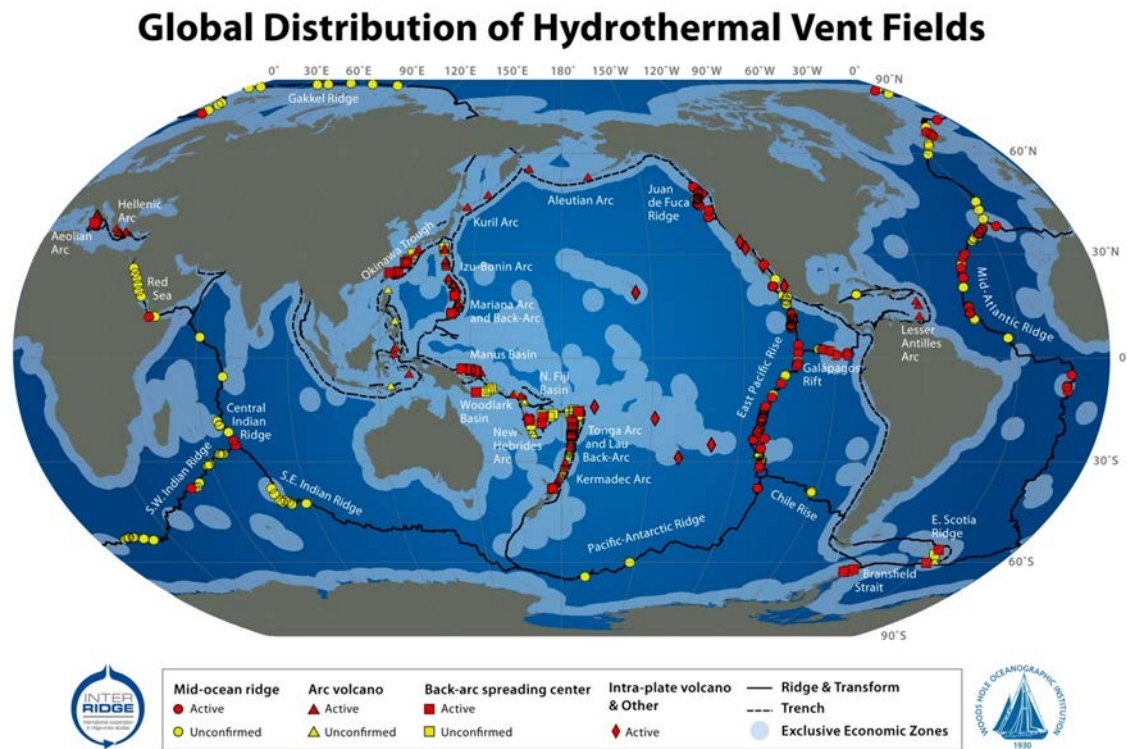 Global Distribution of Hydrothermal Vent Fields
0°
30°E
60°E
90°E
120°E
150°E
180°
150°W
120°W
90°W
60°W
30°W
0°
90°N
Gakkel Ridge
60°N
Hellenic
Arc
Aeolian
Arc
Aleutian Arc
Juan
de Fuca
Ridge
Kuril Arc
Okinawa Trough
30°N
Red
Sea
Izu-Bonin Arc
Mariana Arc
and Back-Arc
Mid-Atlantic Ridge
Lesser
Antilles
Arc
Manus Basin
0°
Galápagos
Rift
N. Fiji
Basin
East Pacific Rise
Woodlark
Basin
Central
Indian
Ridge
New
Hebrides
Arc
Tonga Arc
and Lau
Back-Arc
30°S
S.W. Indian Ridge
S.E. Indian Ridge
Kermadec Arc
Chile Rise
Pacific-Antarctic Ridge
E. Scotia
Ridge
60°S
Bransfield
Strait
90°S
INTER
RIDGE
Mid-ocean ridge
Active
Unconfirmed
Arc volcano
Active
Unconfirmed
Back-arc spreading center
Active
Unconfirmed
Intra-plate volcano
& Other
Active
Ridge & Transform
Trench
Exclusive Economic Zones
WOODS HOLE OCEANOGRAPHIC INSTITUTION
1930